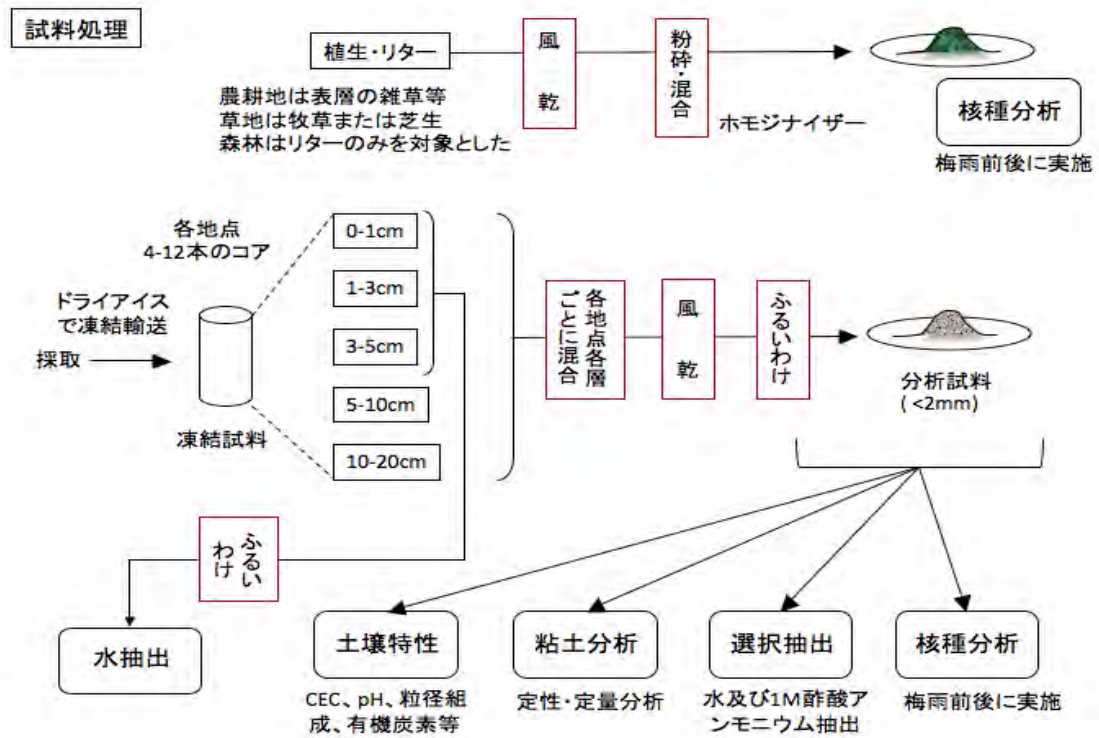 試料処理
植生・リター
風乾
粉砕・混合
農耕地は表層の雑草等
草地は牧草または芝生
森林はリターのみを対象とした
ホモジナイザー
核種分析
梅雨前後に実施
各地点
4-12本のコア
ドライアイス
で凍結輸送
採取
凍結試料
0-1cm
1-3cm
3-5cm
5-10cm
10-20cm
各地点各層
ごとに混合
風乾
ふるいわけ
分析試料
(<2mm)
ふるい
わけ
水抽出
土壌特性
CEC、pH、粒径組
成、有機炭素等
粘土分析
定性・定量分析
選択抽出
水及び1M酢酸ア
ンモニウム抽出
核種分析
梅雨前後に実施